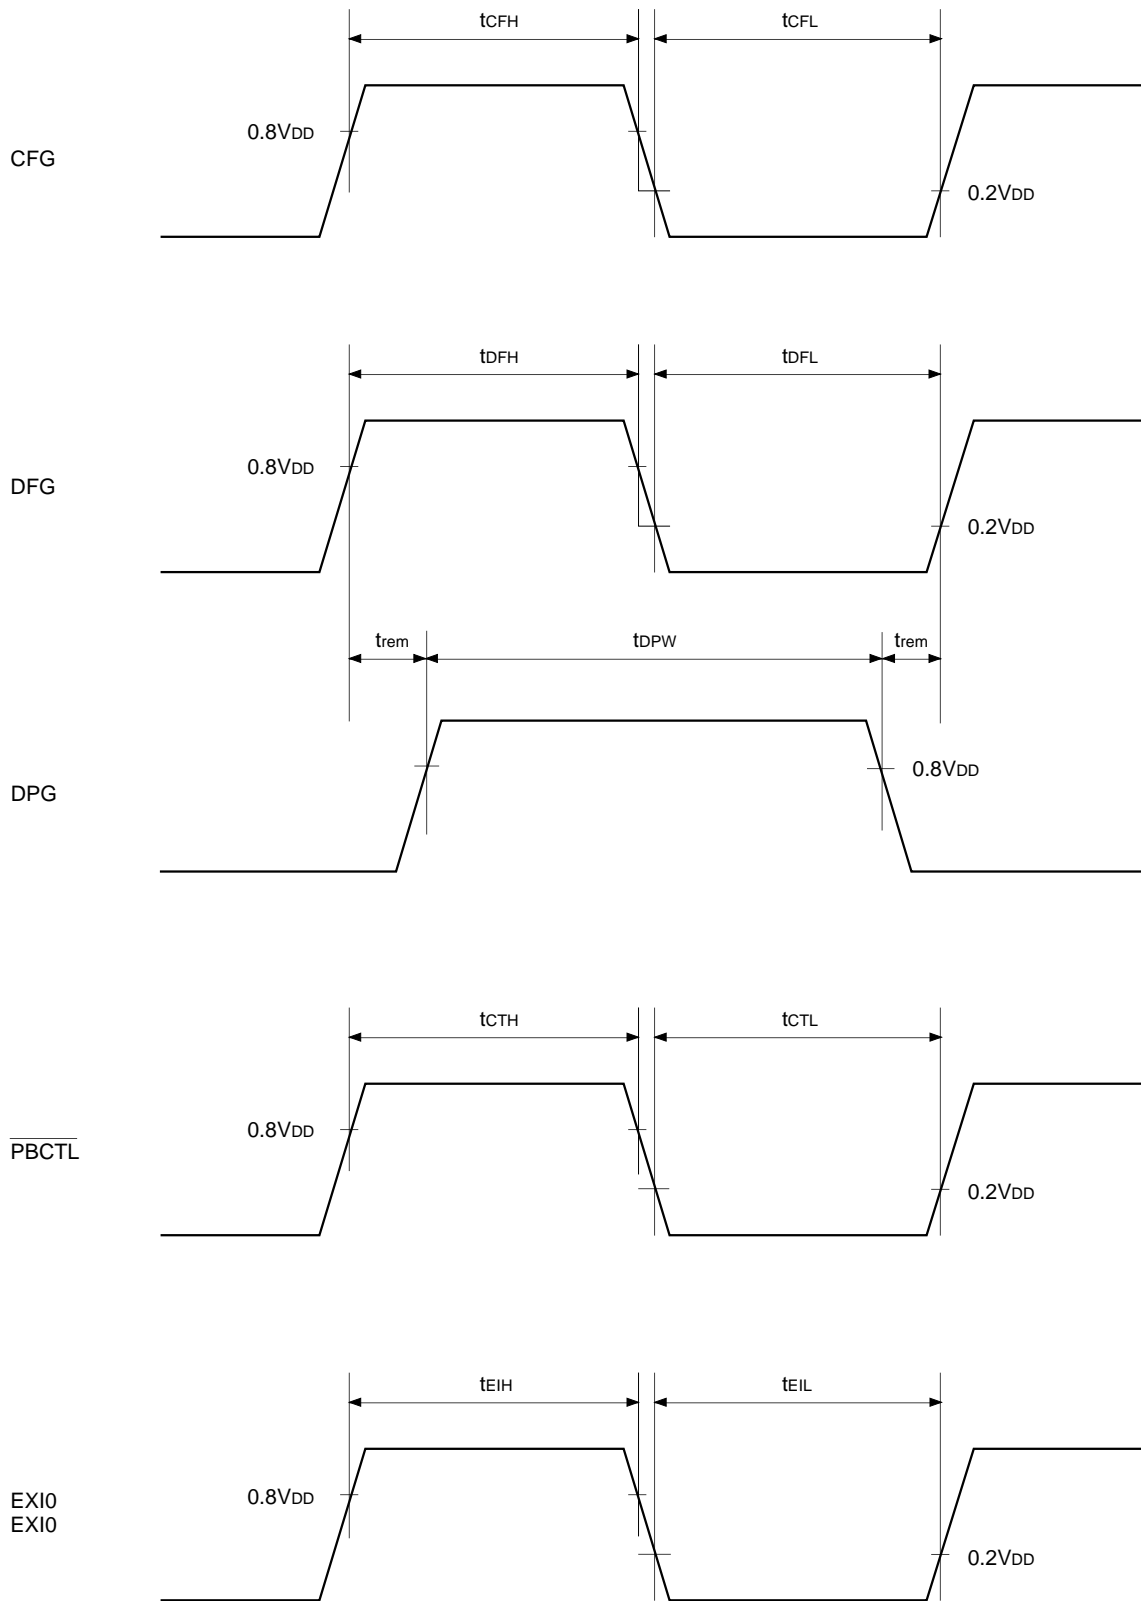 tCFH tCFL
0.8VDD
CFG
0.2VDD
tDFH tDFL
0.8VDD
DFG
0.2VDD
trem tDPW trem
0.8VDD
DPG
tCTH tCTL
0.8VDD
PBCTL
0.2VDD
tEIH tEIL
0.8VDD
EXI0
EXI0
0.2VDD